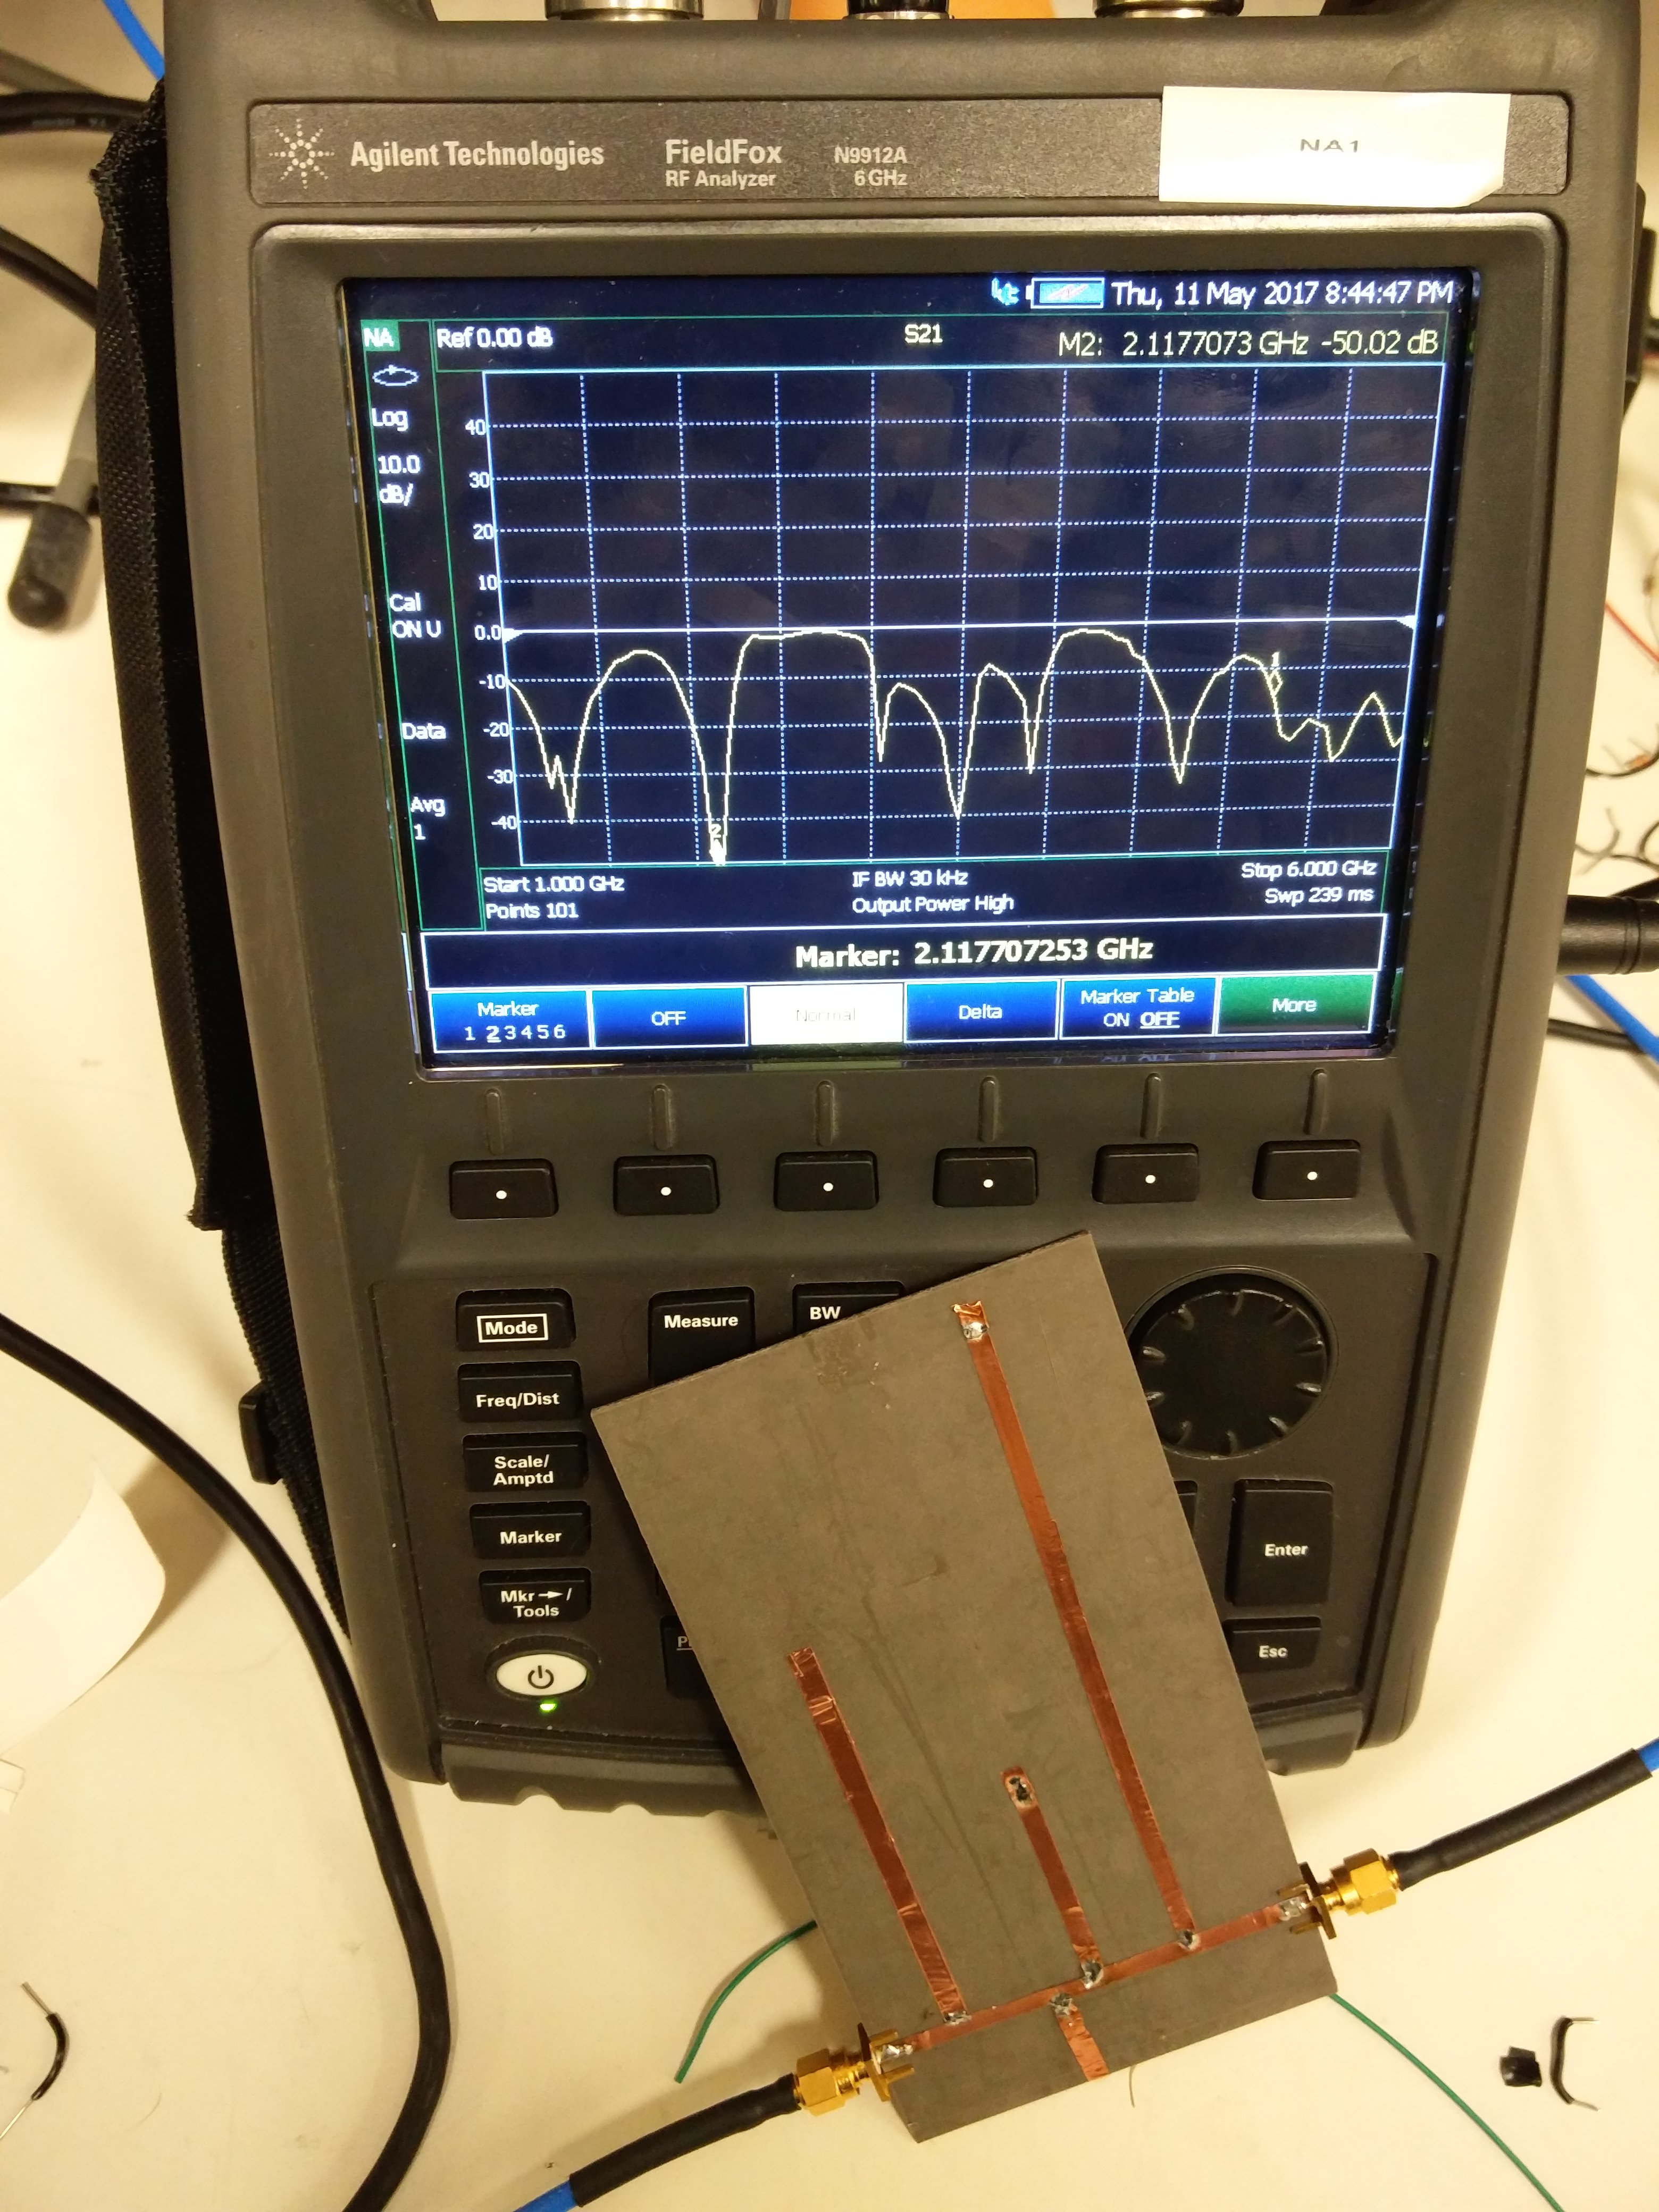 Agilent Technologies
FieldFox
RF Analyzer
N9912A
6 GHz
NA1
Thu, 11 May 2017 8:44:47 PM
NA
Ref 0.00 dB
S21
M2: 2.1177073 GHz -50.02 dB
Log
10.0
dB/
Cal
ON U
Data
Avg
1
40
30
20
10
0.0
-10
-20
-30
-40
1
2
Start 1.000 GHz
IF BW 30 kHz
Stop 6.000 GHz
Points 101
Output Power High
Swp 239 ms
Marker: 2.117707253 GHz
Marker
1 2 3 4 5 6
OFF
Normal
Delta
Marker Table
ON OFF
More
Mode
Measure
BW
Freq/Dist
Scale/
Amptd
Marker
Mkr→/
Tools
Enter
Esc